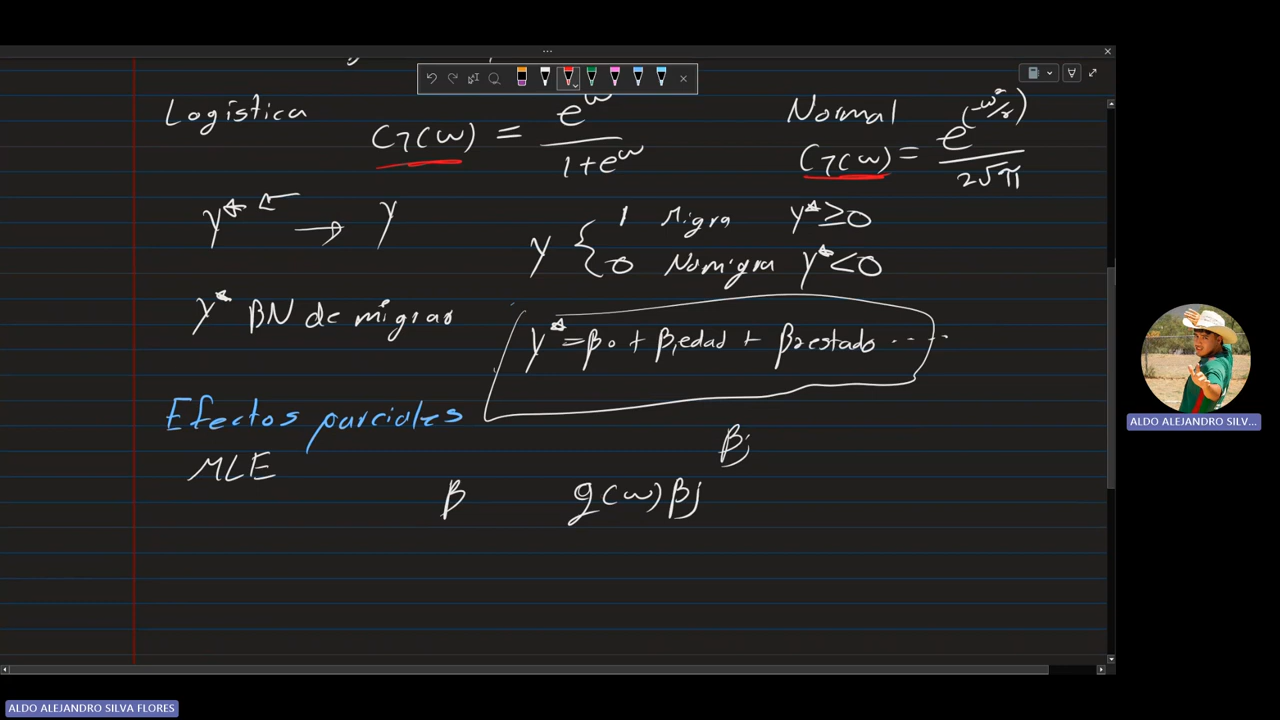 Logística G(w) = e^w / 1+e^w Normal G(w) = e^(-w²/2) / 2√π
y* → y
y { 1 Migra y* ≥ 0
0 No migra y* < 0
y* BN de migrar
y* = β0 + β1edad + β2estado ....
Efectos parciales
βj
MLE
β g(w)βj
ALDO ALEJANDRO SILV...
ALDO ALEJANDRO SILVA FLORES